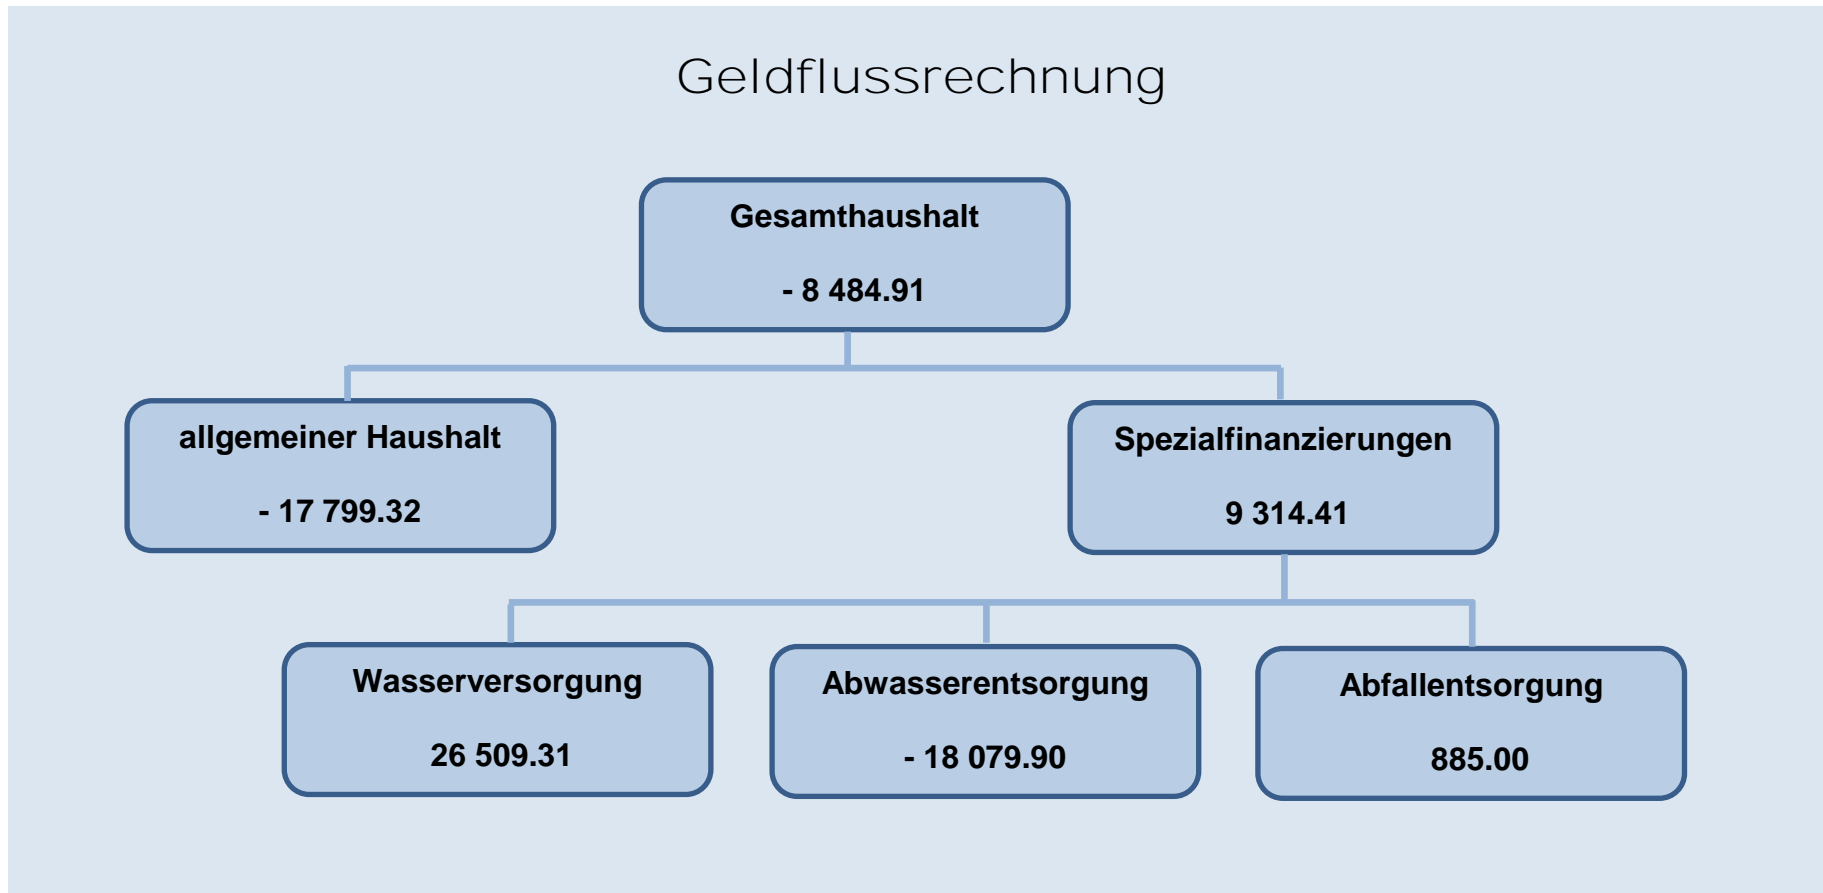 Geldflussrechnung
Gesamthaushalt
- 8 484.91
allgemeiner Haushalt
- 17 799.32
Spezialfinanzierungen
9 314.41
Wasserversorgung
26 509.31
Abwasserentsorgung
- 18 079.90
Abfallentsorgung
885.00